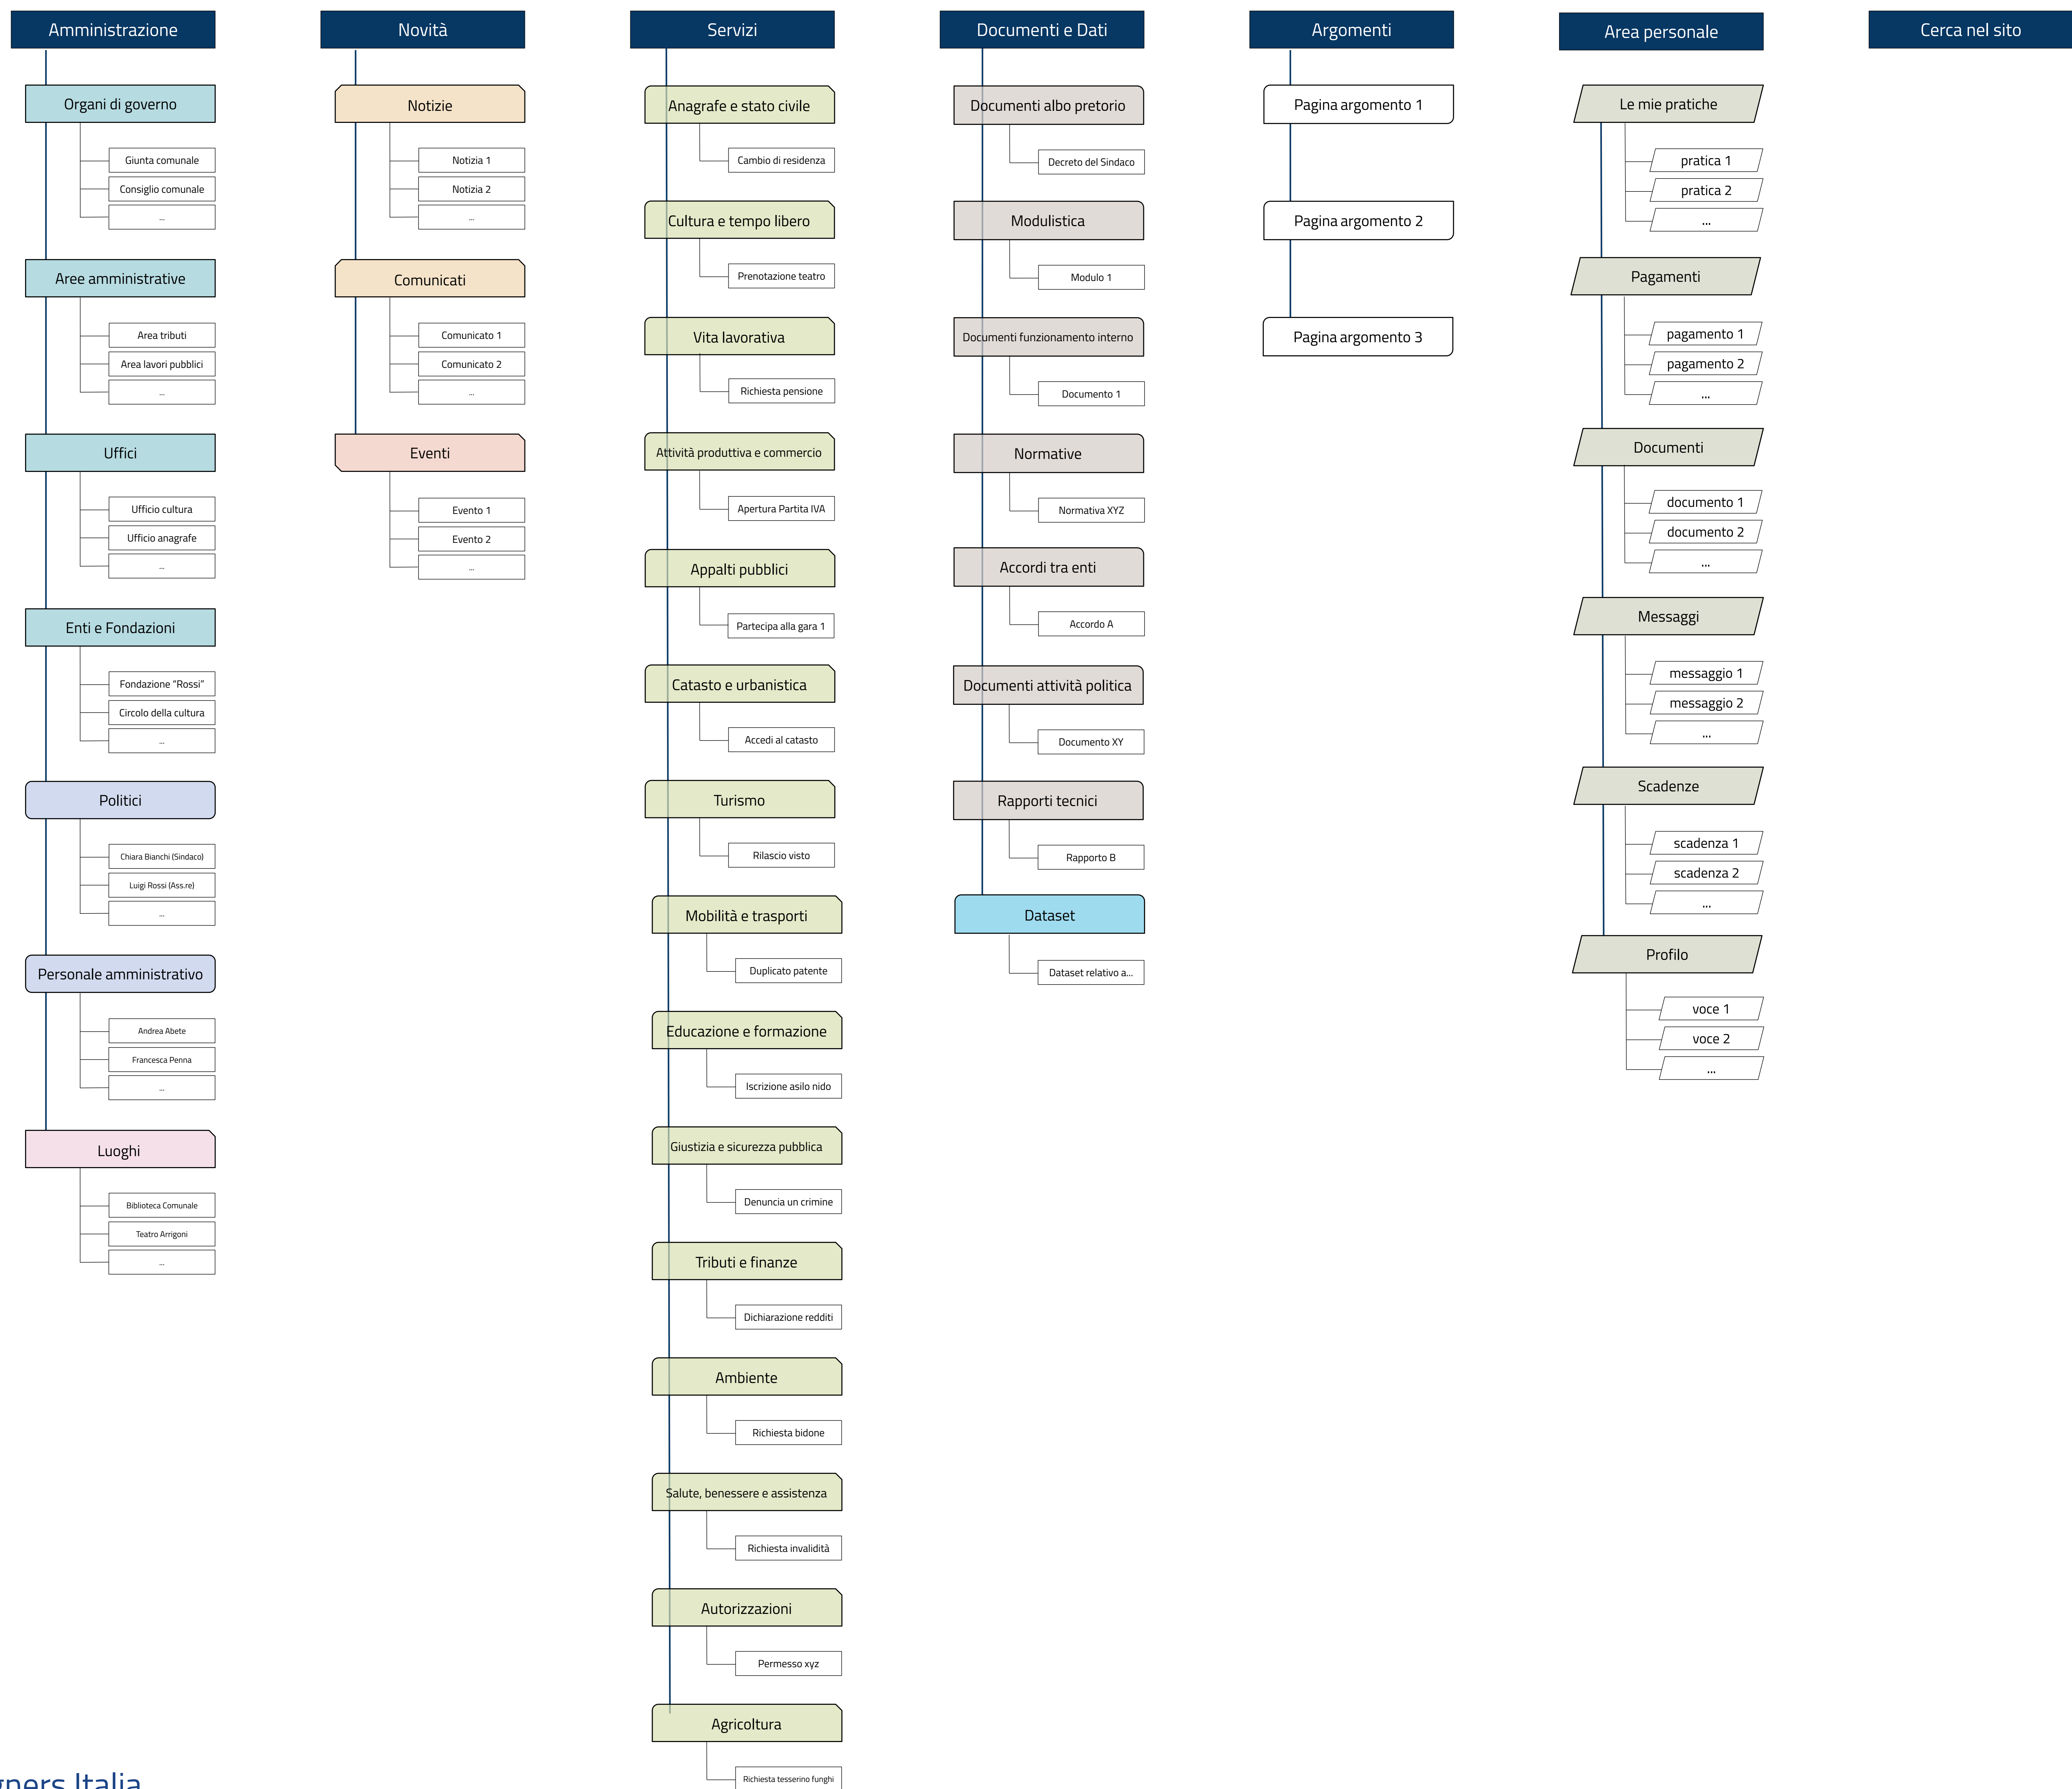 Amministrazione
Organi di governo
Giunta comunale
Consiglio comunale
...
Aree amministrative
Area tributi
Area lavori pubblici
...
Uffici
Ufficio cultura
Ufficio anagrafe
...
Enti e Fondazioni
Fondazione “Rossi”
Circolo della cultura
...
Politici
Chiara Bianchi (Sindaco)
Luigi Rossi (Ass.re)
...
Personale amministrativo
Andrea Abete
Francesca Penna
...
Luoghi
Biblioteca Comunale
Teatro Arrigoni
...
Novità
Notizie
Notizia 1
Notizia 2
...
Comunicati
Comunicato 1
Comunicato 2
...
Eventi
Evento 1
Evento 2
...
Servizi
Anagrafe e stato civile
Cambio di residenza
Cultura e tempo libero
Prenotazione teatro
Vita lavorativa
Richiesta pensione
Attività produttiva e commercio
Apertura Partita IVA
Appalti pubblici
Partecipa alla gara 1
Catasto e urbanistica
Accedi al catasto
Turismo
Rilascio visto
Mobilità e trasporti
Duplicato patente
Educazione e formazione
Iscrizione asilo nido
Giustizia e sicurezza pubblica
Denuncia un crimine
Tributi e finanze
Dichiarazione redditi
Ambiente
Richiesta bidone
Salute, benessere e assistenza
Richiesta invalidità
Autorizzazioni
Permesso xyz
Agricoltura
Richiesta tesserino funghi
Documenti e Dati
Documenti albo pretorio
Decreto del Sindaco
Modulistica
Modulo 1
Documenti funzionamento interno
Documento 1
Normative
Normativa XYZ
Accordi tra enti
Accordo A
Documenti attività politica
Documento XY
Rapporti tecnici
Rapporto B
Dataset
Dataset relativo a...
Argomenti
Pagina argomento 1
Pagina argomento 2
Pagina argomento 3
Area personale
Le mie pratiche
pratica 1
pratica 2
...
Pagamenti
pagamento 1
pagamento 2
...
Documenti
documento 1
documento 2
...
Messaggi
messaggio 1
messaggio 2
...
Scadenze
scadenza 1
scadenza 2
...
Profilo
voce 1
voce 2
...
Cerca nel sito
Italia